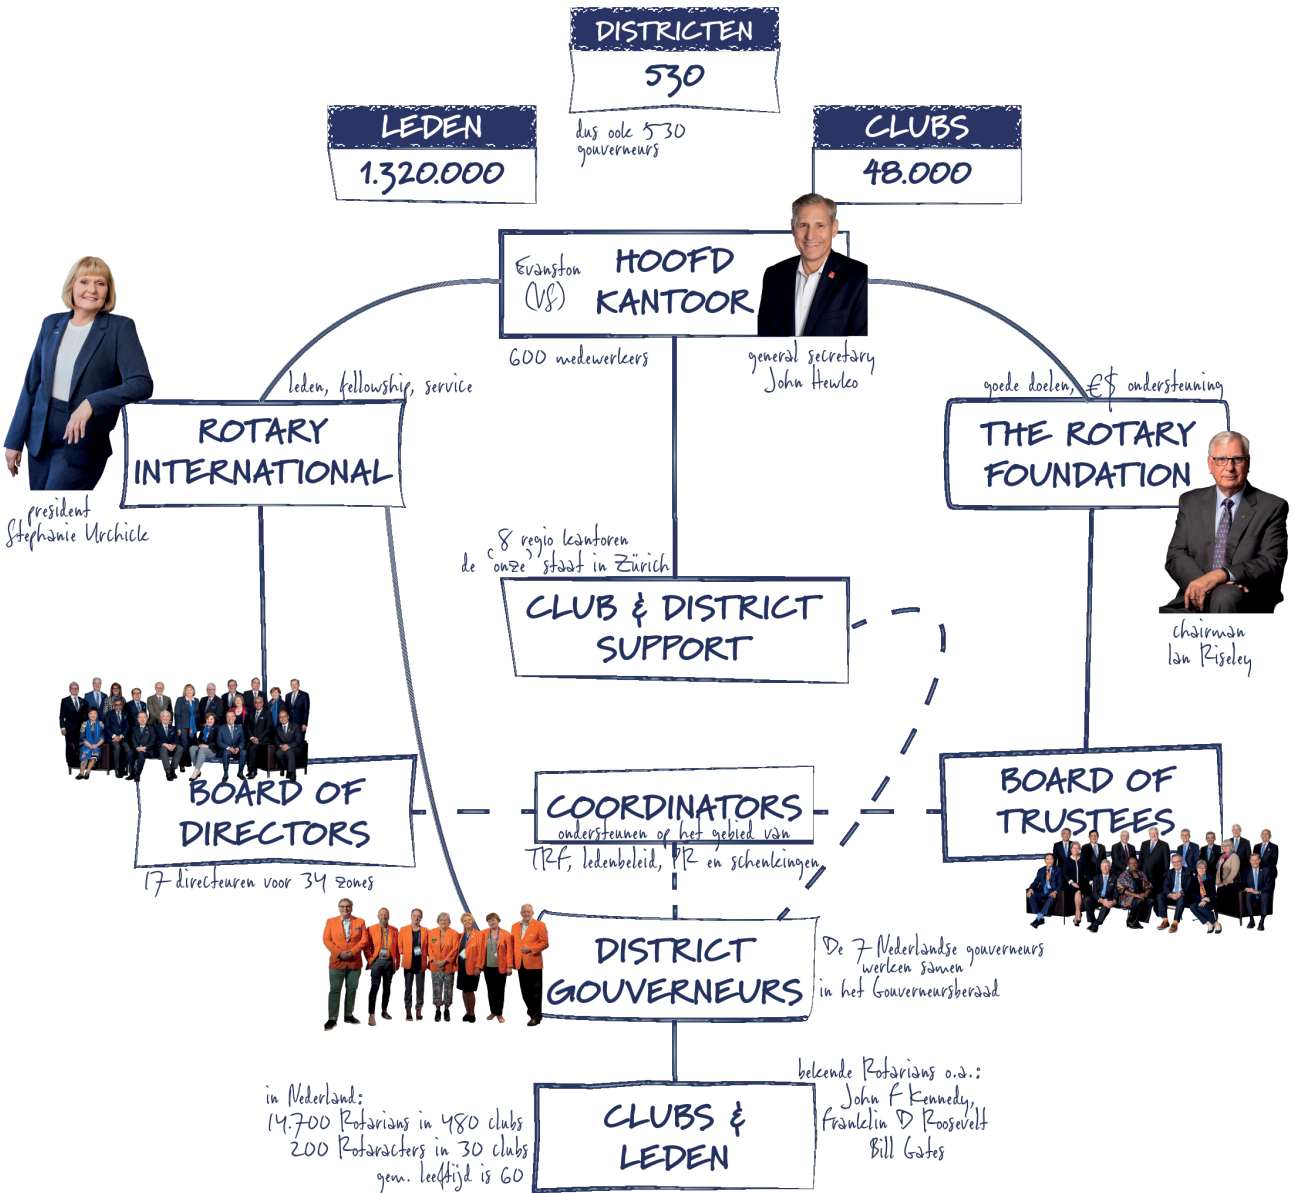 DISTRICTEN
530
dus ook 530
gouverneurs
LEDEN
1.320.000
CLUBS
48.000
Evanston
(VS)
HOOFD
KANTOOR
600 medewerkers
general secretary
John Hewko
leden, fellowship, service
ROTARY
INTERNATIONAL
president
Stephanie Urchick
goede doelen, €$ ondersteuning
THE ROTARY
FOUNDATION
chairman
Ian Riseley
8 regio kantoren
de 'onze' staat in Zürich
CLUB & DISTRICT
SUPPORT
BOARD OF
DIRECTORS
17 directeuren voor 34 zones
COORDINATORS
ondersteunen op het gebied van
TRF, ledenbeleid, PR en schenkingen
BOARD OF
TRUSTEES
DISTRICT
GOUVERNEURS
De 7 Nederlandse gouverneurs
werken samen
in het Gouverneursberaad
in Nederland:
14.700 Rotarians in 480 clubs
200 Rotaracters in 30 clubs
gem. leeftijd is 60
CLUBS &
LEDEN
bekende Rotarians o.a.:
John F Kennedy,
Franklin D Roosevelt
Bill Gates